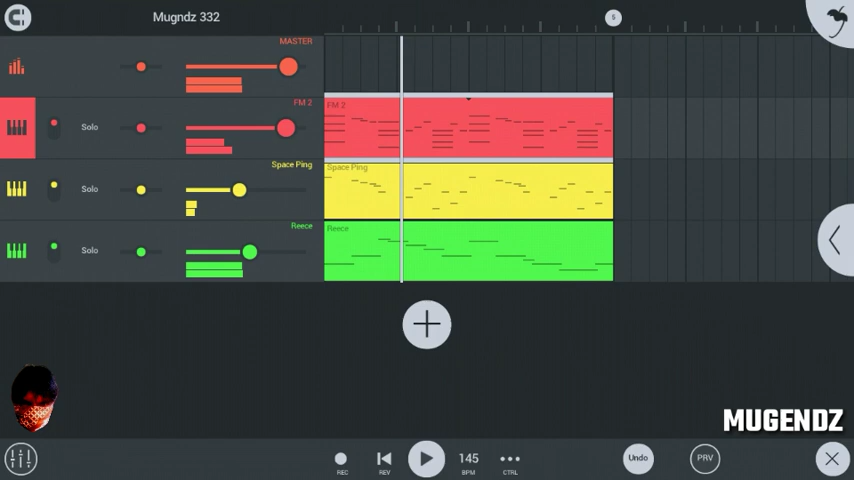 Mugndz 332
5
MASTER
FM 2
FM 2
Solo
Space Ping
Space Ping
Solo
Reece
Reece
Solo
MUGENDZ
REC
REV
145
BPM
CTRL
Undo
PRV